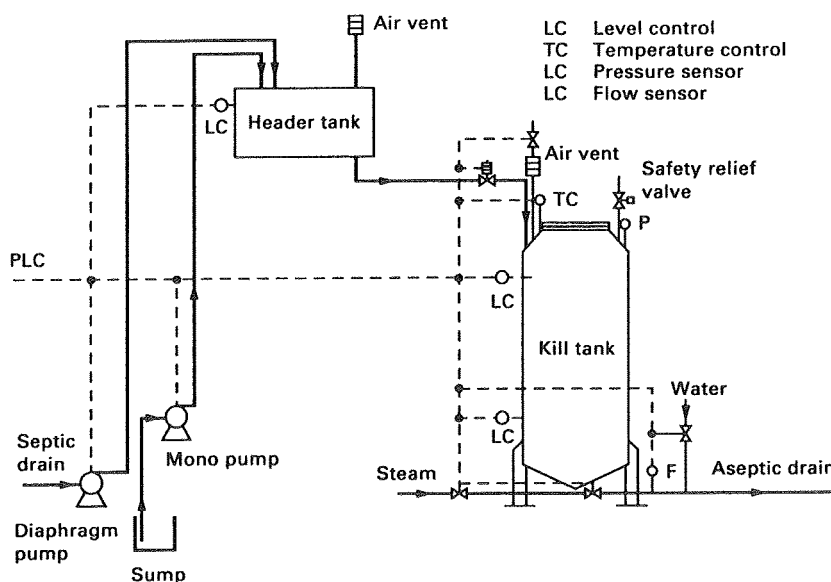 Air vent
LC Level control
TC Temperature control
LC Pressure sensor
LC Flow sensor
Header tank
LC
Air vent
Safety relief
valve
TC
P
PLC
LC
Kill tank
Water
LC
Septic
drain
Mono pump
Steam
F
Aseptic drain
Diaphragm
pump
Sump